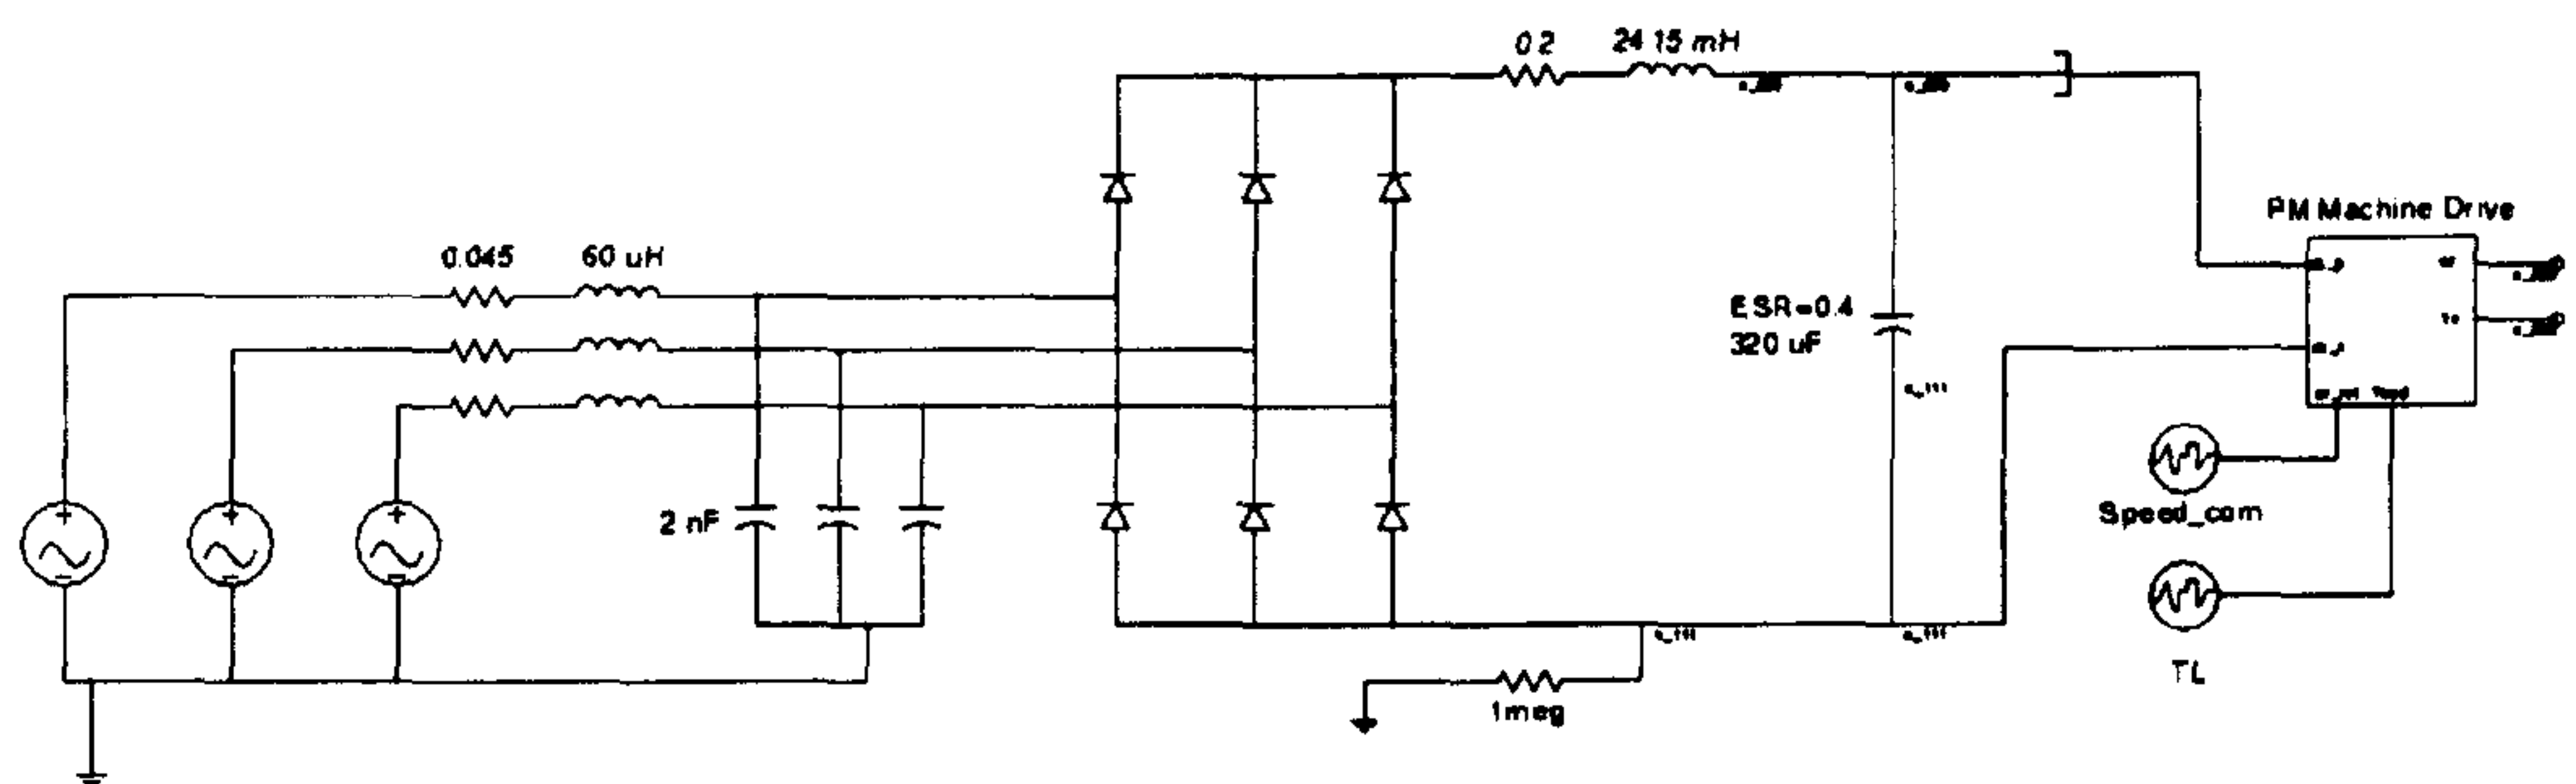 0.2
24.15 mH
PM Machine Drive
0.045
60 uH
ESR=0.4
320 uF
2 nF
Speed_com
TL
1meg